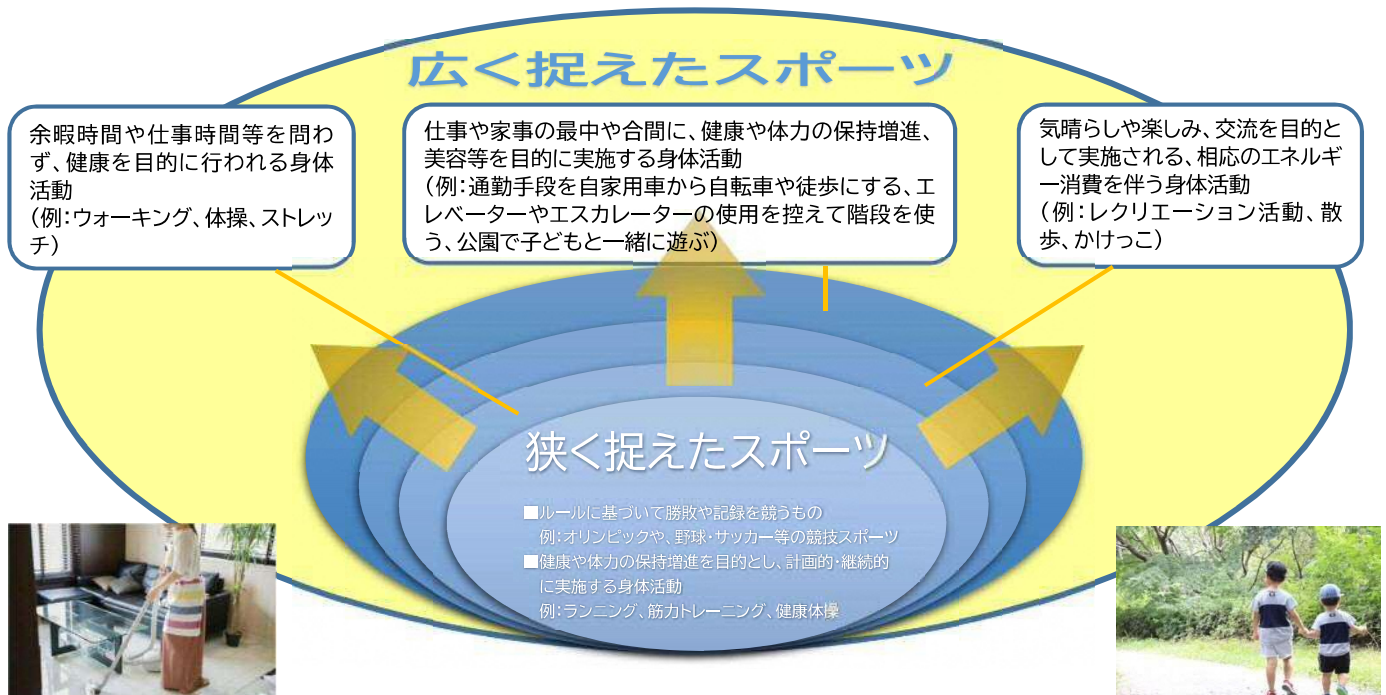 広く捉えたスポーツ
余暇時間や仕事時間等を問わ
ず、健康を目的に行われる身体
活動
（例：ウォーキング、体操、ストレッ
チ）
仕事や家事の最中や合間に、健康や体力の保持増進、
美容等を目的に実施する身体活動
（例：通勤手段を自家用車から自転車や徒歩にする、エ
レベーターやエスカレーターの使用を控えて階段を使
う、公園で子どもと一緒に遊ぶ）
気晴らしや楽しみ、交流を目的と
して実施される、相応のエネルギ
ー消費を伴う身体活動
（例：レクリエーション活動、散
歩、かけっこ）
狭く捉えたスポーツ
■ルールに基づいて勝敗や記録を競うもの
例：オリンピックや、野球・サッカー等の競技スポーツ
■健康や体力の保持増進を目的とし、計画的・継続的
に実施する身体活動
例：ランニング、筋力トレーニング、健康体操